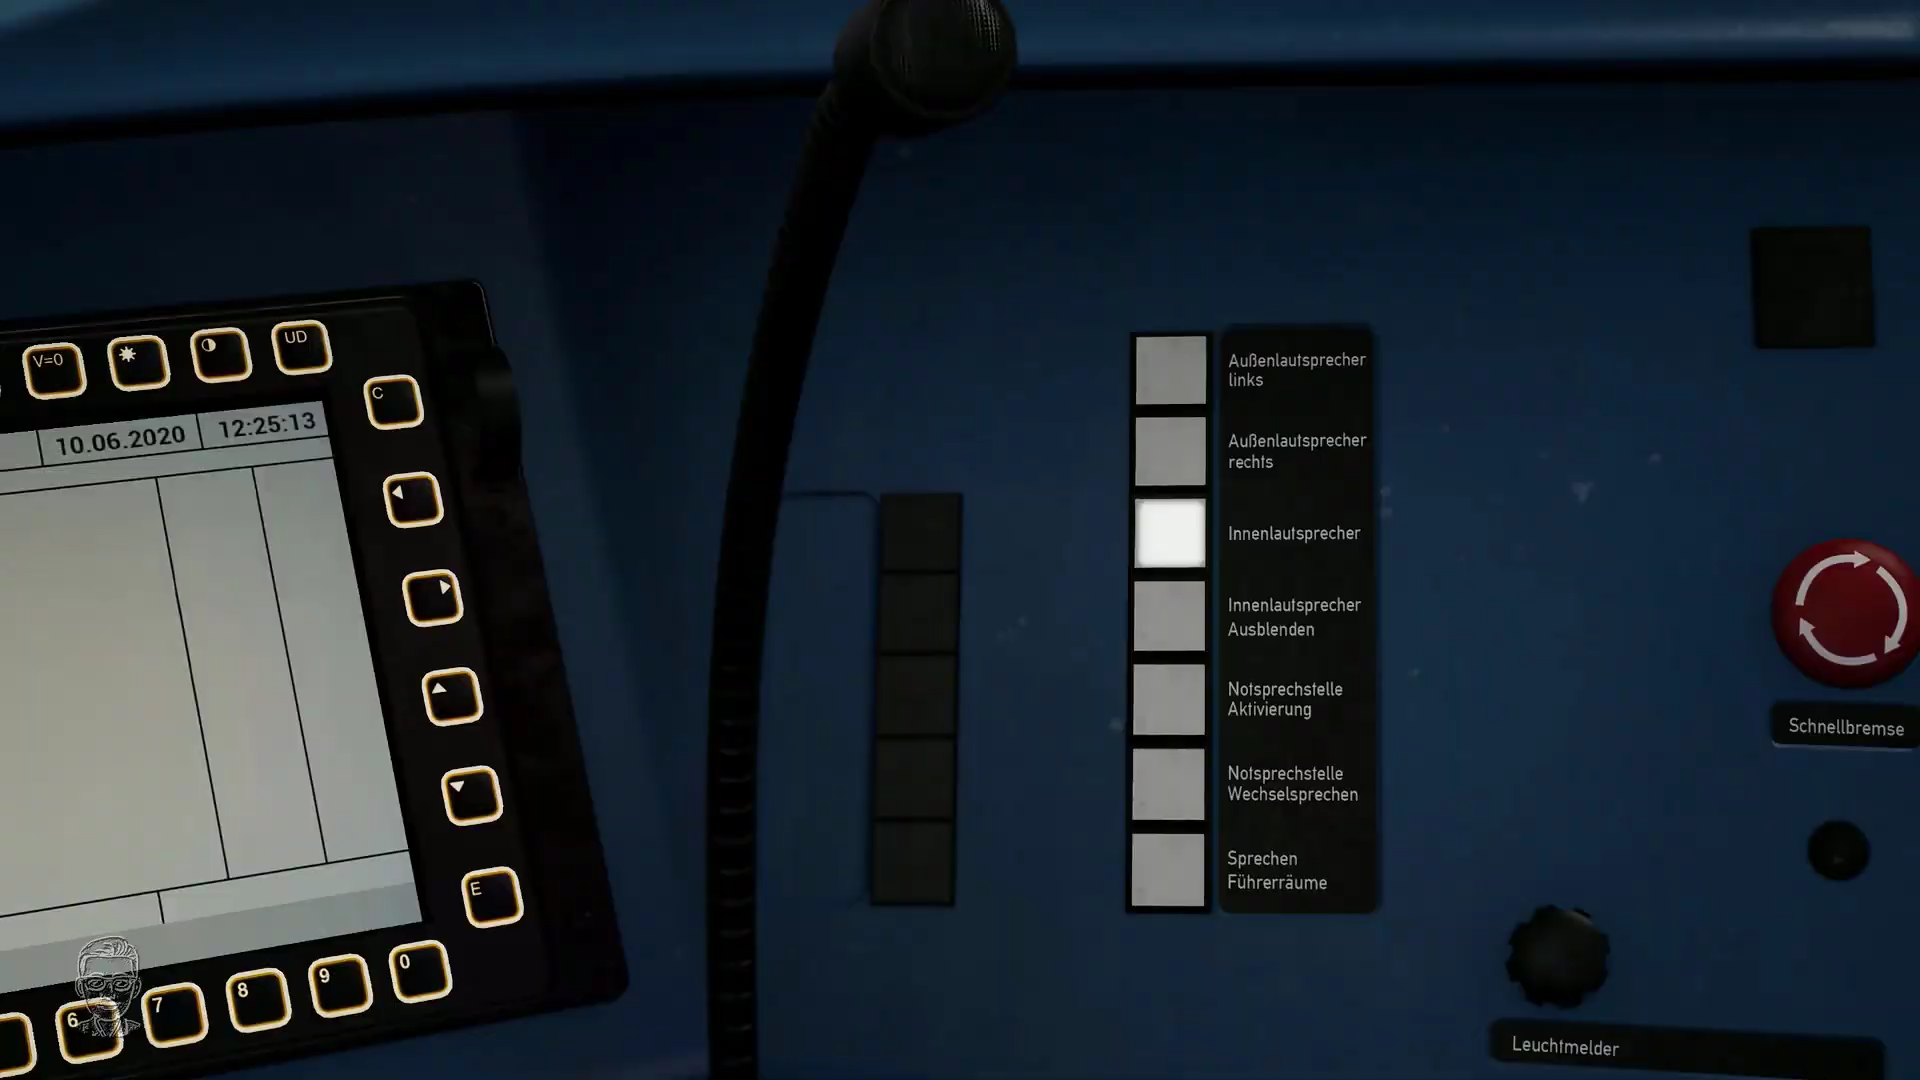 V=0
UD
C
10.06.2020
12:25:13
E
6
7
8
9
0
Außenlautsprecher
links
Außenlautsprecher
rechts
Innenlautsprecher
Innenlautsprecher
Ausblenden
Notsprechstelle
Aktivierung
Notsprechstelle
Wechselsprechen
Sprechen
Führerräume
Schnellbremse
Leuchtmelder